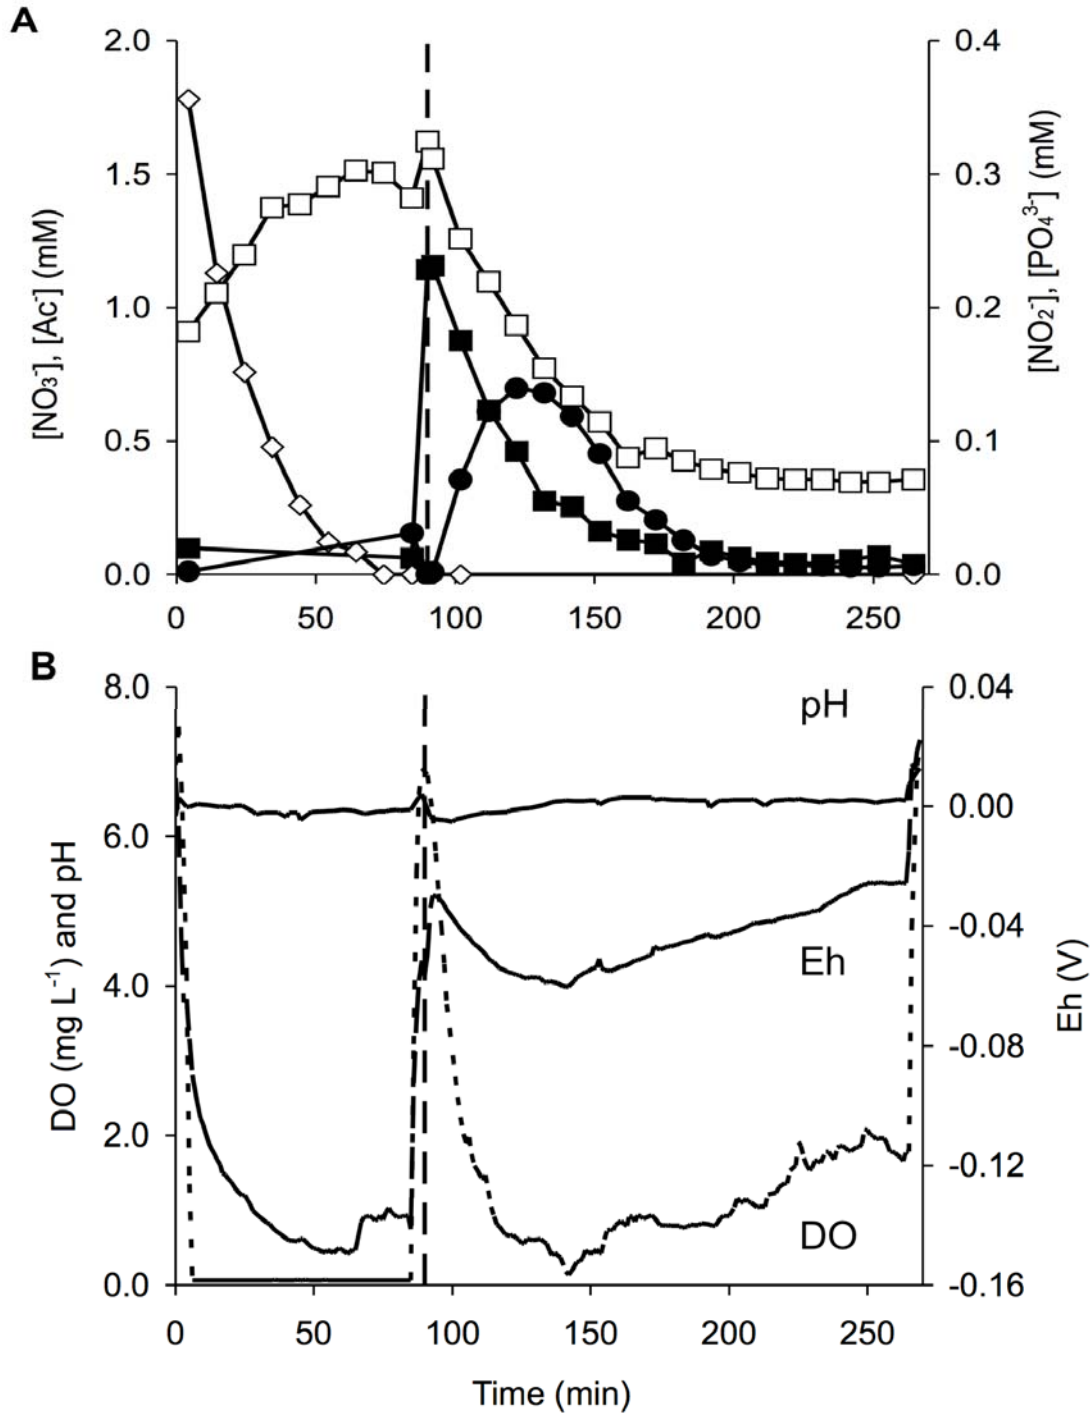 A
2.0
1.5
1.0
0.5
0.0
0.4
0.3
0.2
0.1
0.0
[NO₃⁻], [Ac⁻] (mM)
[NO₂⁻], [PO₄³⁻] (mM)
0 50 100 150 200 250
B
8.0
6.0
4.0
2.0
0.0
0.04
0.00
-0.04
-0.08
-0.12
-0.16
DO (mg L⁻¹) and pH
Eh (V)
pH
Eh
DO
0 50 100 150 200 250
Time (min)